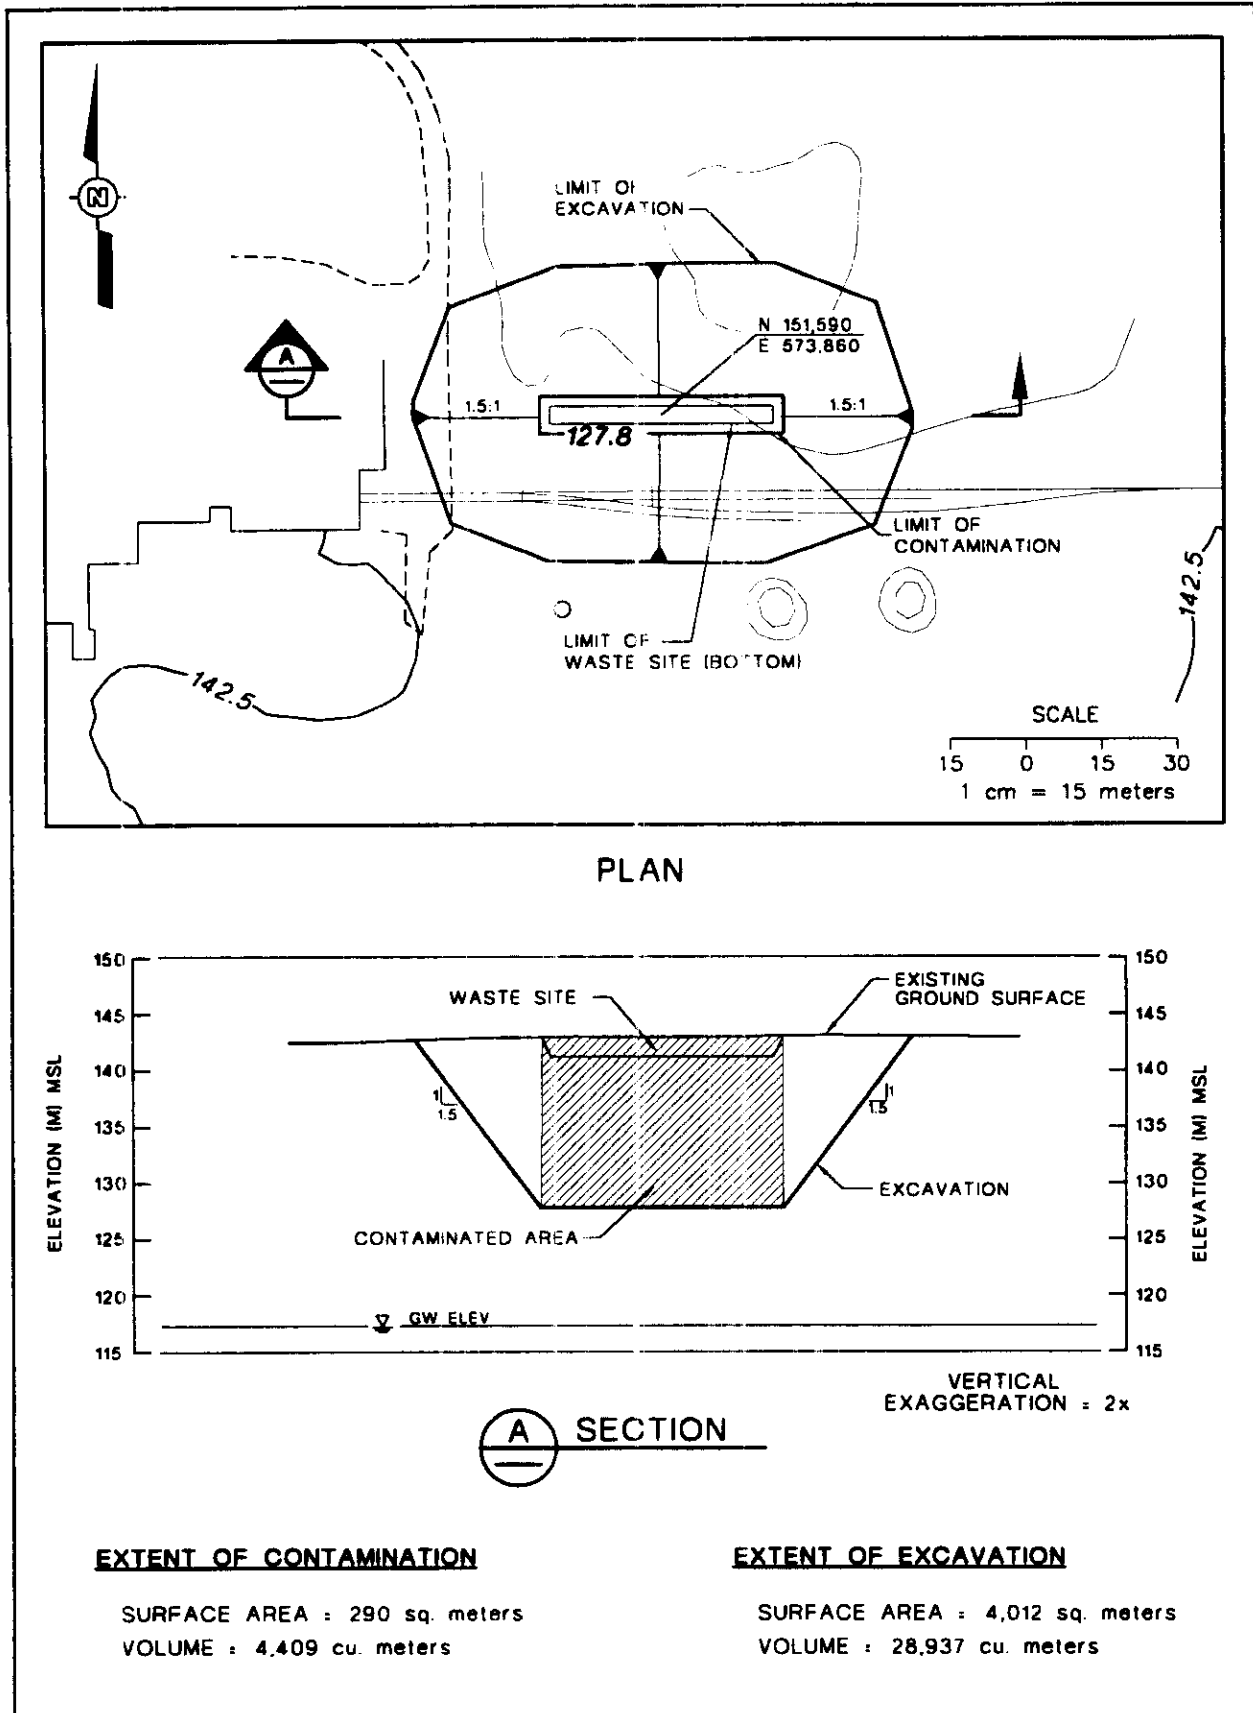 N
LIMIT OF
EXCAVATION
N 151,590
E 573,860
A
1.5:1
1.5:1
127.8
LIMIT OF
CONTAMINATION
142.5
LIMIT OF
WASTE SITE (BOTTOM)
142.5
SCALE
15 0 15 30
1 cm = 15 meters
PLAN
150
145
140
135
130
125
120
115
ELEVATION (M) MSL
WASTE SITE
EXISTING
GROUND SURFACE
1
1.5
1
1.5
EXCAVATION
CONTAMINATED AREA
GW ELEV
150
145
140
135
130
125
120
115
ELEVATION (M) MSL
VERTICAL
EXAGGERATION = 2x
A SECTION
EXTENT OF CONTAMINATION
SURFACE AREA = 290 sq. meters
VOLUME = 4,409 cu. meters
EXTENT OF EXCAVATION
SURFACE AREA = 4,012 sq. meters
VOLUME = 28,937 cu. meters